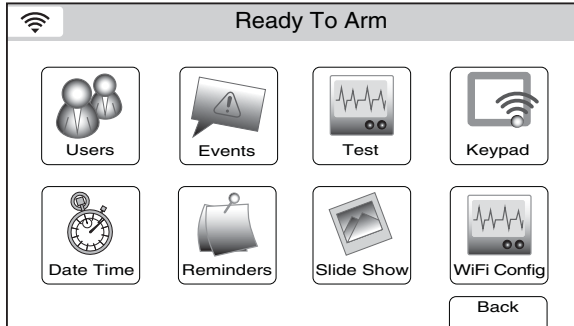 Ready To Arm
Users
Events
Test
Keypad
Date Time
Reminders
Slide Show
WiFi Config
Back